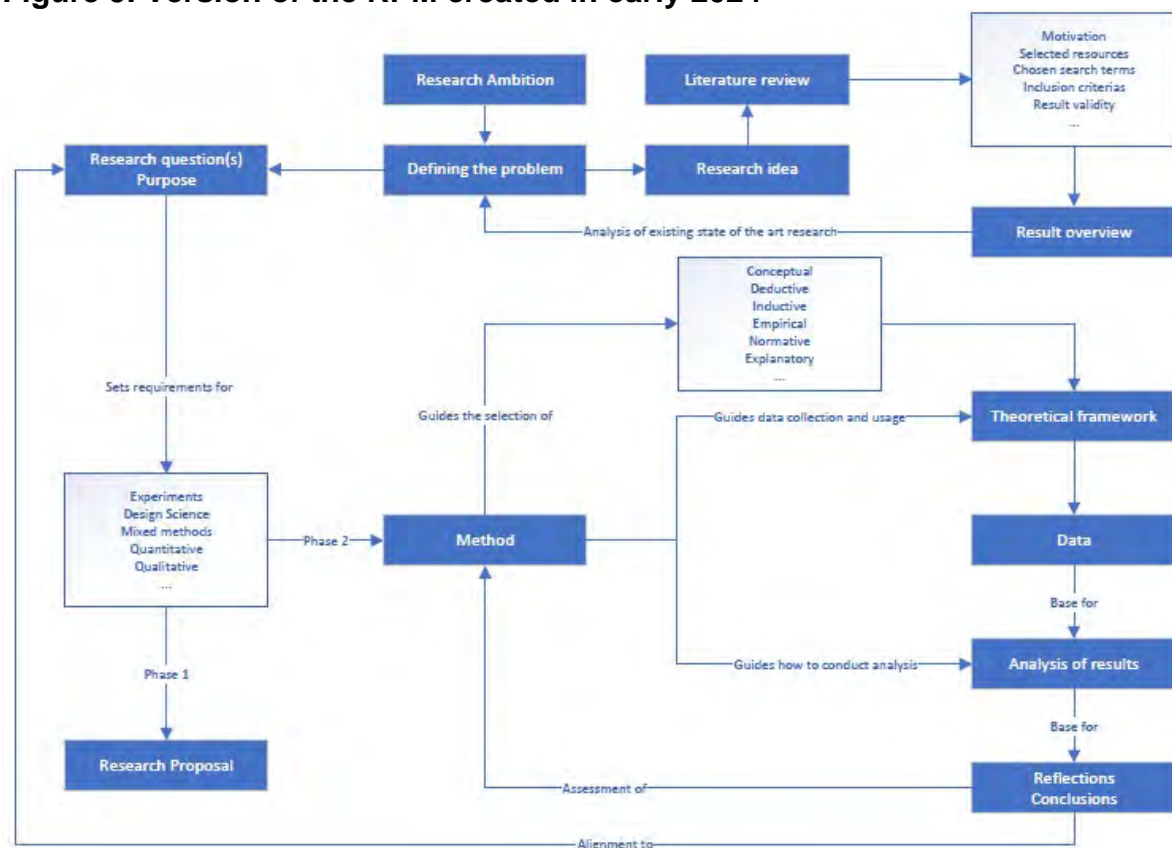 Motivation
Selected resources
Chosen search terms
Inclusion criterias
Result validity
...
Research Ambition
Literature review
Research question(s)
Purpose
Defining the problem
Research idea
Analysis of existing state of the art research
Result overview
Conceptual
Deductive
Inductive
Empirical
Normative
Explanatory
...
Sets requirements for
Guides the selection of
Guides data collection and usage
Theoretical framework
Experiments
Design Science
Mixed methods
Quantitative
Qualitative
...
Phase 2
Method
Data
Base for
Phase 1
Guides how to conduct analysis
Analysis of results
Base for
Research Proposal
Assessment of
Reflections
Conclusions
Alignment to